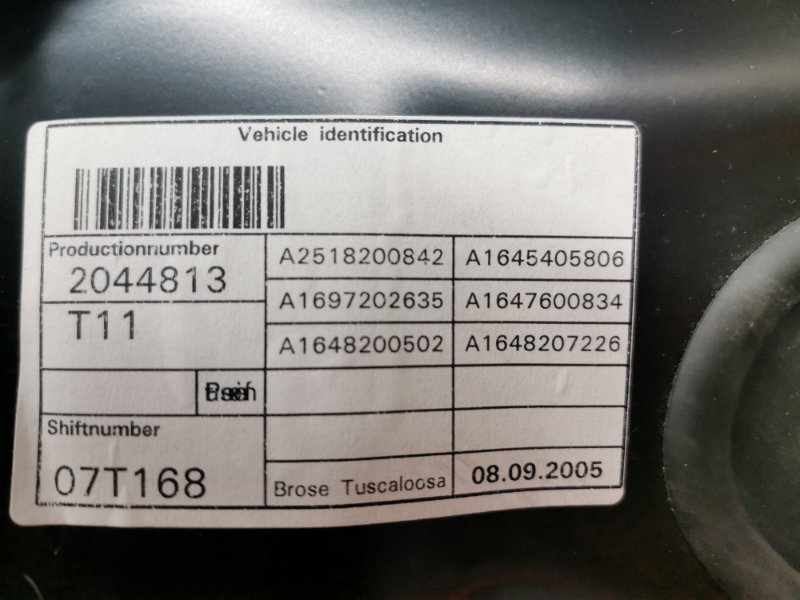 Vehicle identification
Productionnumber
2044813
A2518200842 A1645405806
T11
A1697202635 A1647600834
A1648200502 A1648207226
Shiftnumber
07T168
Brose Tuscaloosa 08.09.2005